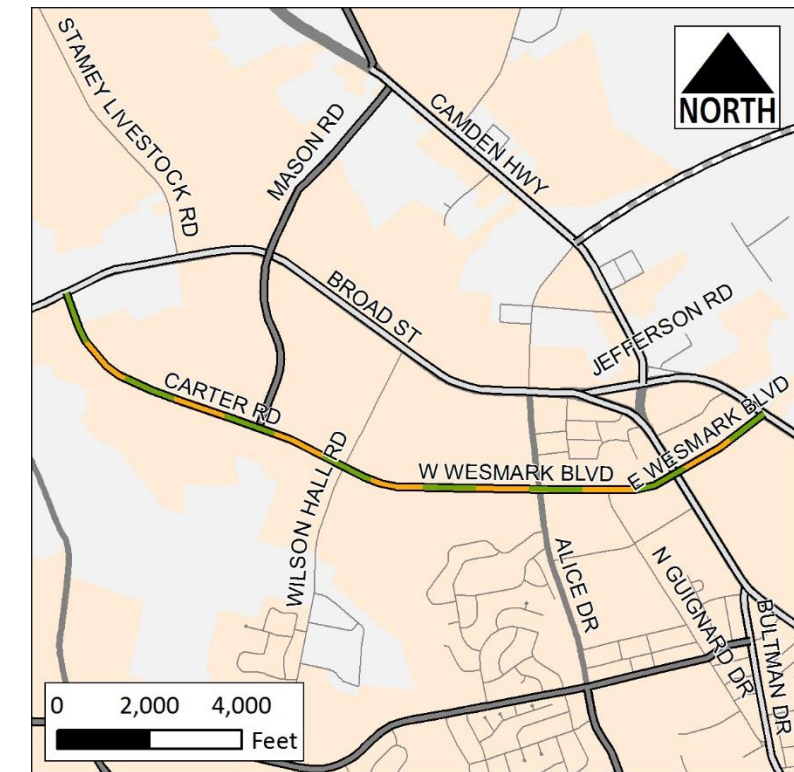 STAMEY LIVESTOCK RD
MASON RD
CAMDEN HWY
NORTH
BROAD ST
JEFFERSON RD
CARTER RD
WILSON HALL RD
W WESMARK BLVD
E WESMARK BLVD
ALICE DR
N GUIGNARD DR
BULTMAN DR
0 2,000 4,000
Feet